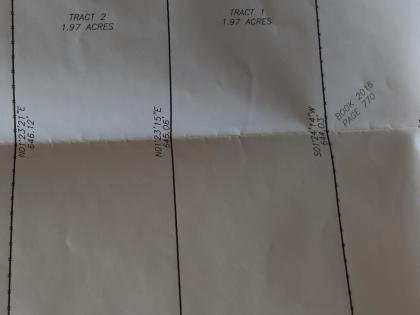 TRACT 2
1.97 ACRES
TRACT 1
1.97 ACRES
N01°23'21"E
646.12'
N01°23'15"E
645.06'
S01°24'14"W
BOOK 2016
PAGE 770